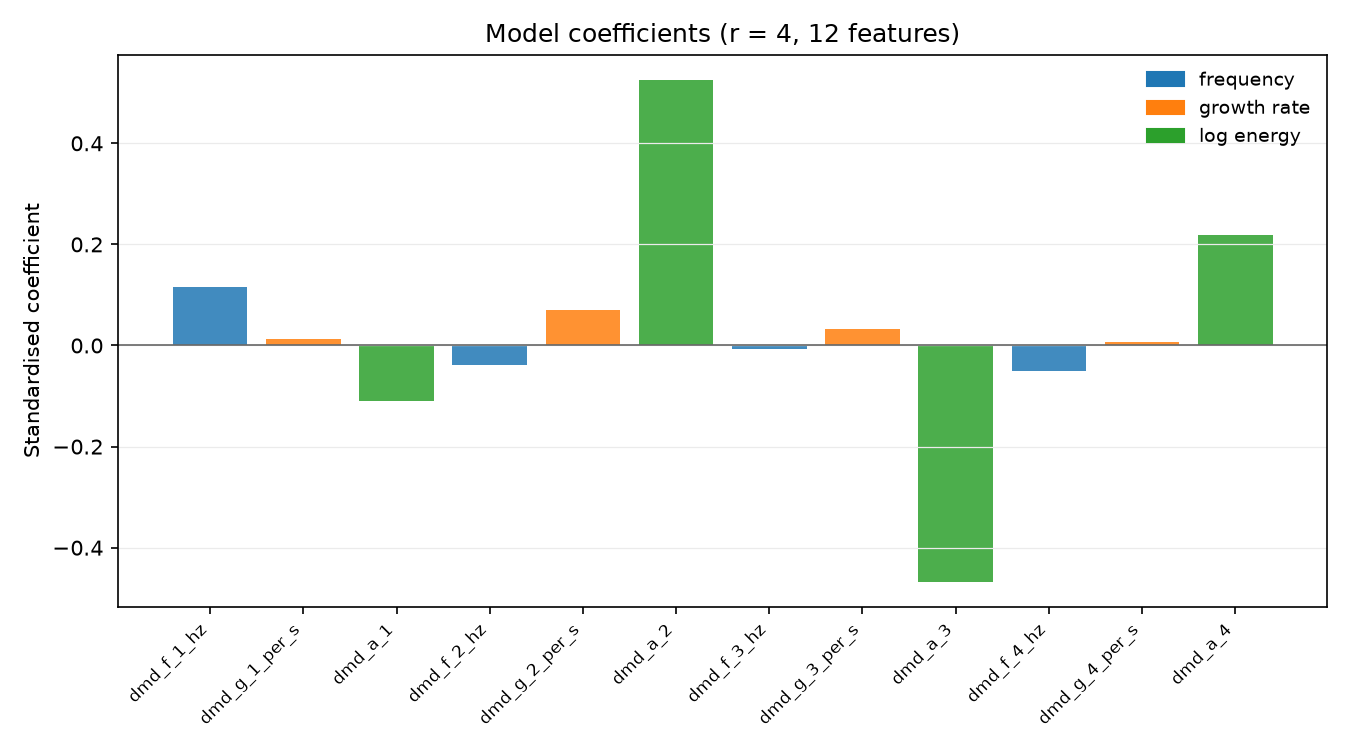 Model coefficients (r = 4, 12 features)
frequency
growth rate
log energy
Standardised coefficient
0.4
0.2
0.0
−0.2
−0.4
dmd_f_1_hz
dmd_g_1_per_s
dmd_a_1
dmd_f_2_hz
dmd_g_2_per_s
dmd_a_2
dmd_f_3_hz
dmd_g_3_per_s
dmd_a_3
dmd_f_4_hz
dmd_g_4_per_s
dmd_a_4